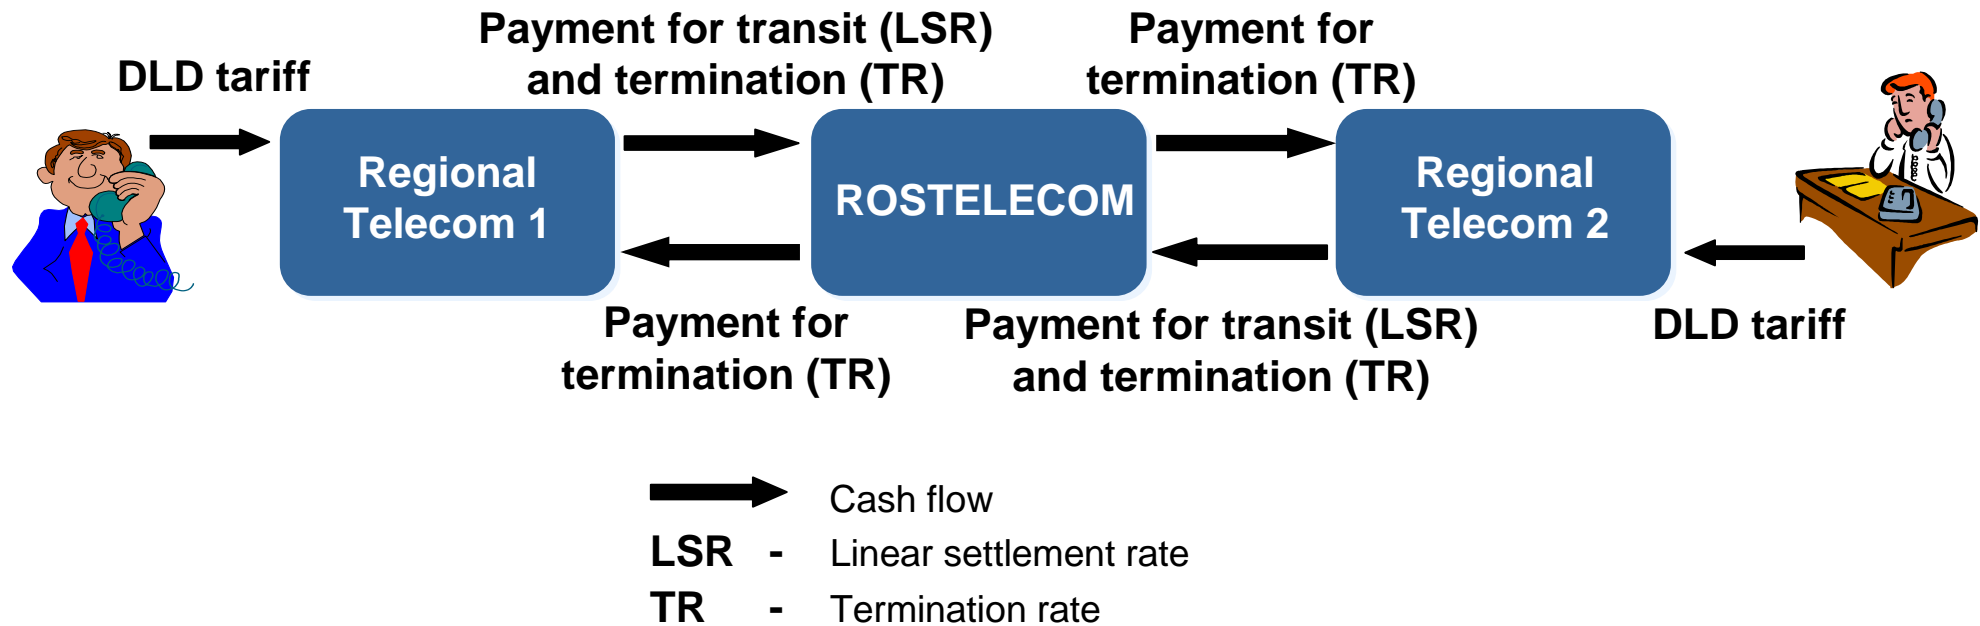 DLD tariff
Payment for transit (LSR)
and termination (TR)
Payment for
termination (TR)
Regional
Telecom 1
ROSTELECOM
Regional
Telecom 2
Payment for
termination (TR)
Payment for transit (LSR)
and termination (TR)
DLD tariff
Cash flow
LSR - Linear settlement rate
TR - Termination rate